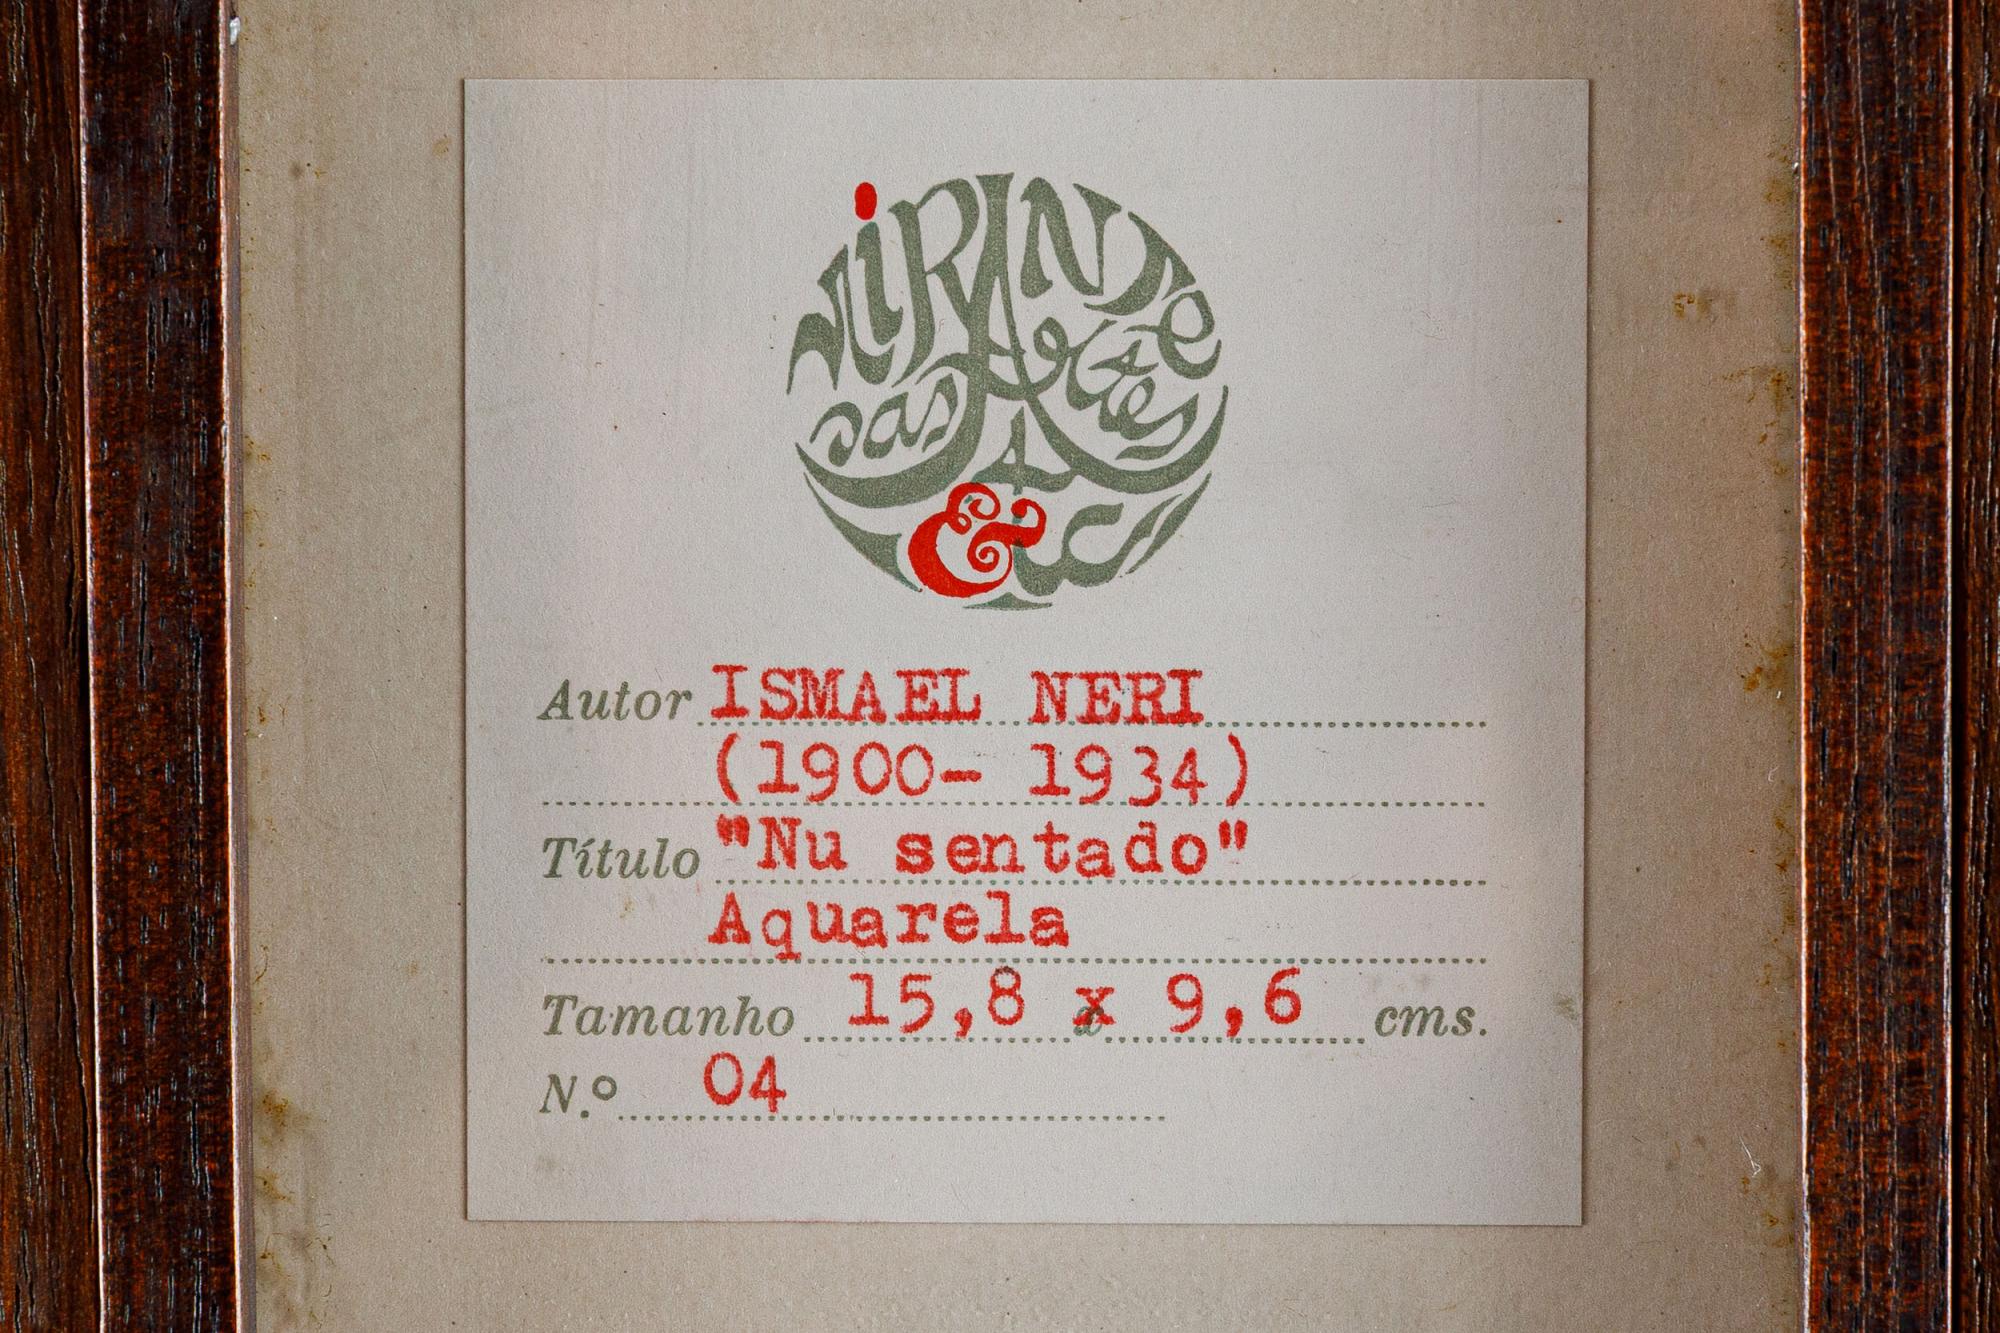 MiRANTe
das Artes
&
Autor ISMAEL NERI
(1900- 1934)
Título "Nu sentado"
Aquarela
Tamanho 15,8 x 9,6 cms.
N.º 04